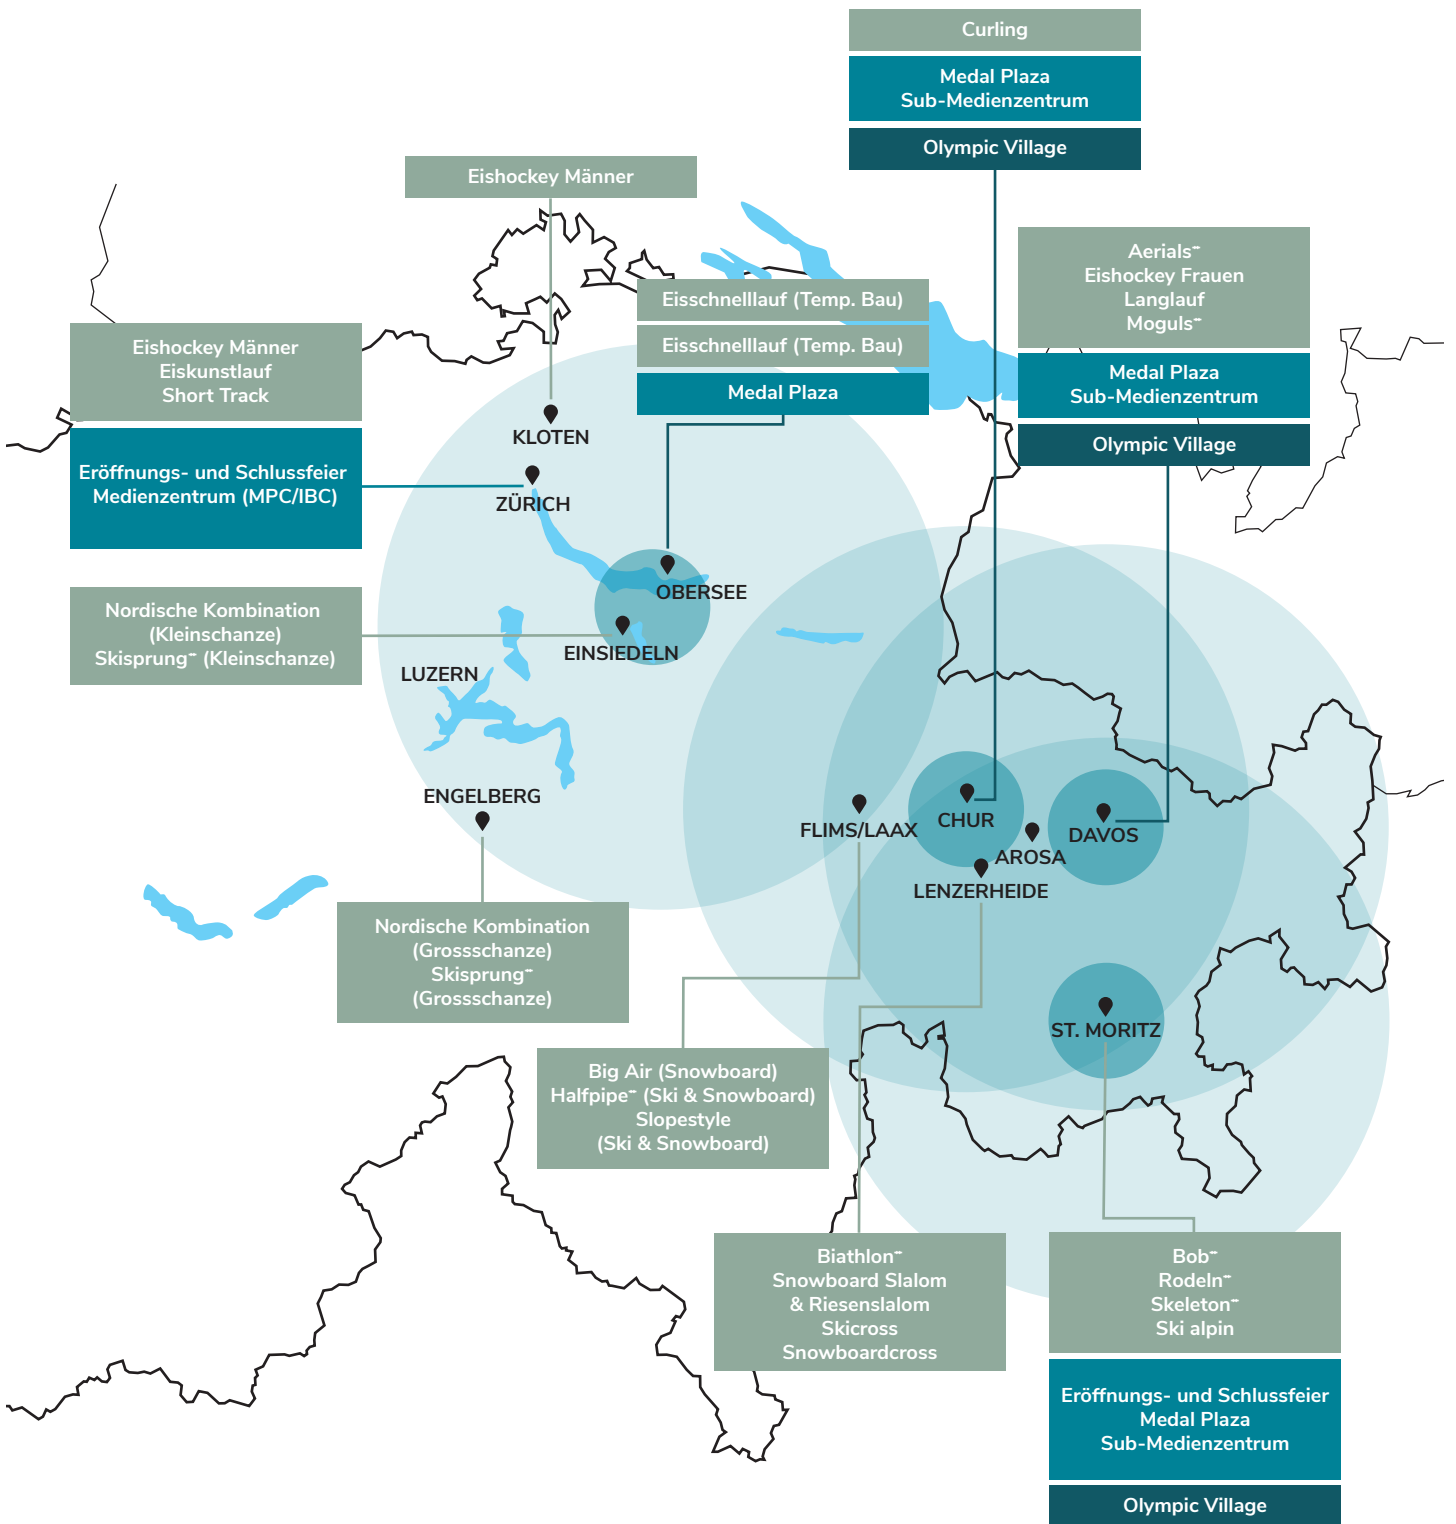 Curling
Medal Plaza
Sub-Medienzentrum
Olympic Village
Eishockey Männer
Aerials
Eishockey Frauen
Langlauf
Moguls
Medal Plaza
Sub-Medienzentrum
Olympic Village
Eisschnelllauf (Temp. Bau)
Eisschnelllauf (Temp. Bau)
Medal Plaza
Eishockey Männer
Eiskunstlauf
Short Track
Eröffnungs- und Schlussfeier
Medienzentrum (MPC/IBC)
KLOTEN
ZÜRICH
OBERSEE
Nordische Kombination
(Kleinschanze)
Skisprung (Kleinschanze)
EINSIEDELN
LUZERN
ENGELBERG
FLIMS/LAAX
CHUR
DAVOS
AROSA
LENZERHEIDE
Nordische Kombination
(Grossschanze)
Skisprung
(Grossschanze)
ST. MORITZ
Big Air (Snowboard)
Halfpipe (Ski & Snowboard)
Slopestyle
(Ski & Snowboard)
Biathlon
Snowboard Slalom
& Riesenslalom
Skicross
Snowboardcross
Bob
Rodeln
Skeleton
Ski alpin
Eröffnungs- und Schlussfeier
Medal Plaza
Sub-Medienzentrum
Olympic Village